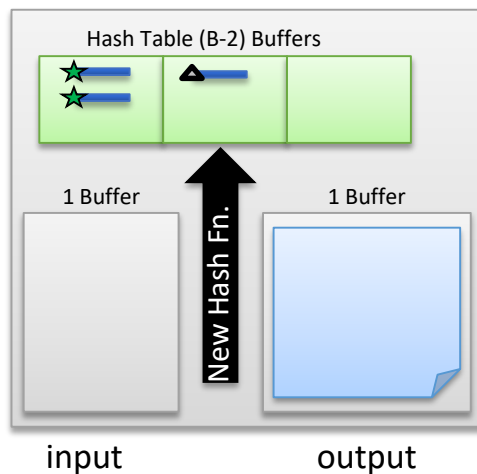 Hash Table (B-2) Buffers
1 Buffer
1 Buffer
New Hash Fn.
input
output